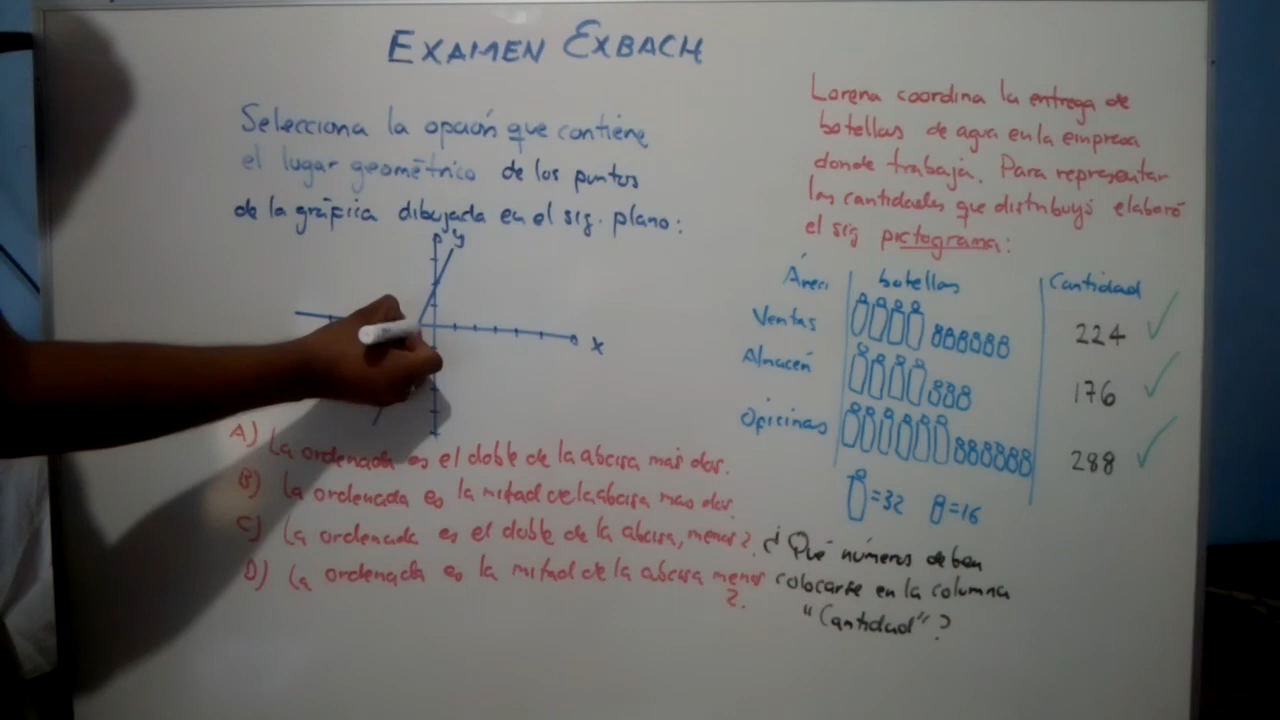 EXAMEN EXBACH
Selecciona la opción que contiene
el lugar geométrico de los puntos
de la gráfica dibujada en el sig. plano:
y
x
A) La ordenada es el doble de la abcisa más dos.
B) La ordenada es la mitad de la abcisa mas dos.
C) La ordenada es el doble de la abcisa, menos 2.
D) La ordenada es la mitad de la abcisa menos
2.
Lorena coordina la entrega de
botellas de agua en la empresa
donde trabaja. Para representar
las cantidades que distribuyó elaboró
el sig pictograma:
Área botellas Cantidad
Ventas 224
Almacén 176
Oficinas 288
=32 =16
¿Qué números deben
colocarse en la columna
"Cantidad"?